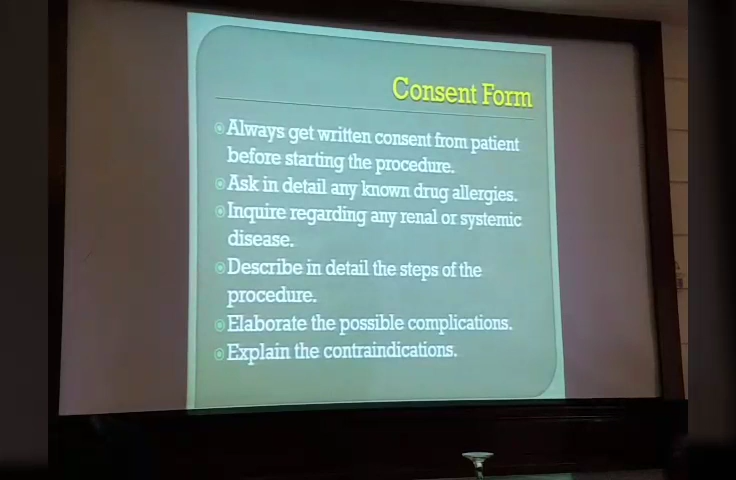 Consent Form
Always get written consent from patient
before starting the procedure.
Ask in detail any known drug allergies.
Inquire regarding any renal or systemic
disease.
Describe in detail the steps of the
procedure.
Elaborate the possible complications.
Explain the contraindications.